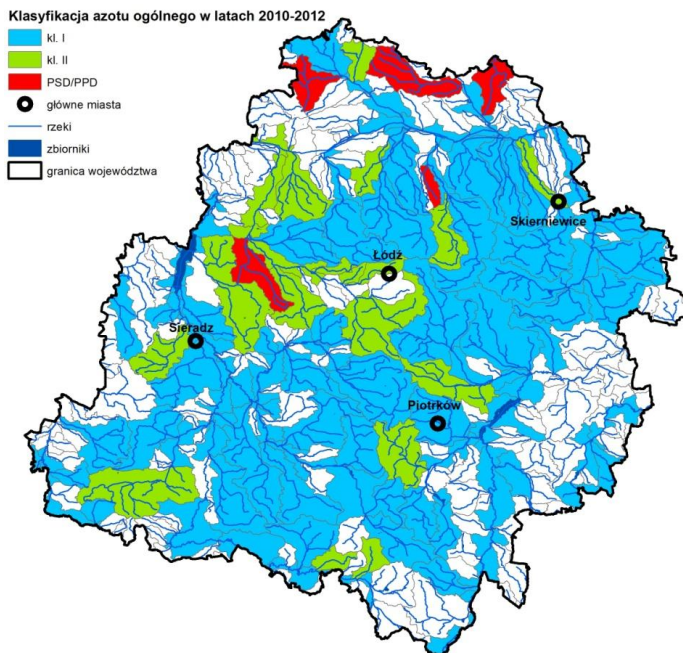 Klasyfikacja azotu ogólnego w latach 2010-2012
kl. I
kl. II
PSD/PPD
główne miasta
rzeki
zbiorniki
granica województwa
Skierniewice
Łódź
Sieradz
Piotrków